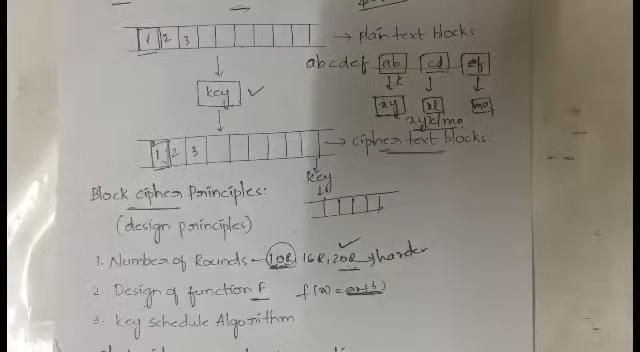 1 2 3 → plain text blocks
abcdef ab cd ef
key ✓ k
xy kl mo
xyklmo
1 2 3 → cipher text blocks
key
Block cipher Principles:
(design principles)
1. Number of Rounds - 10R, 16R, 20R → harder
2. Design of function F f(x) = ax+b
3. Key schedule Algorithm